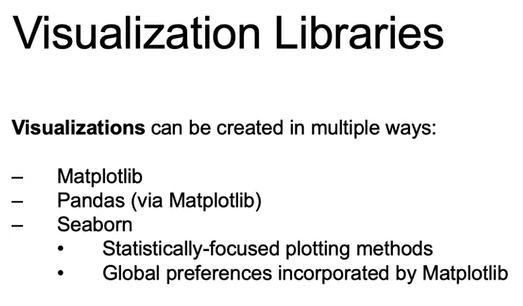 Visualization Libraries
Visualizations can be created in multiple ways:
– Matplotlib
– Pandas (via Matplotlib)
– Seaborn
• Statistically-focused plotting methods
• Global preferences incorporated by Matplotlib